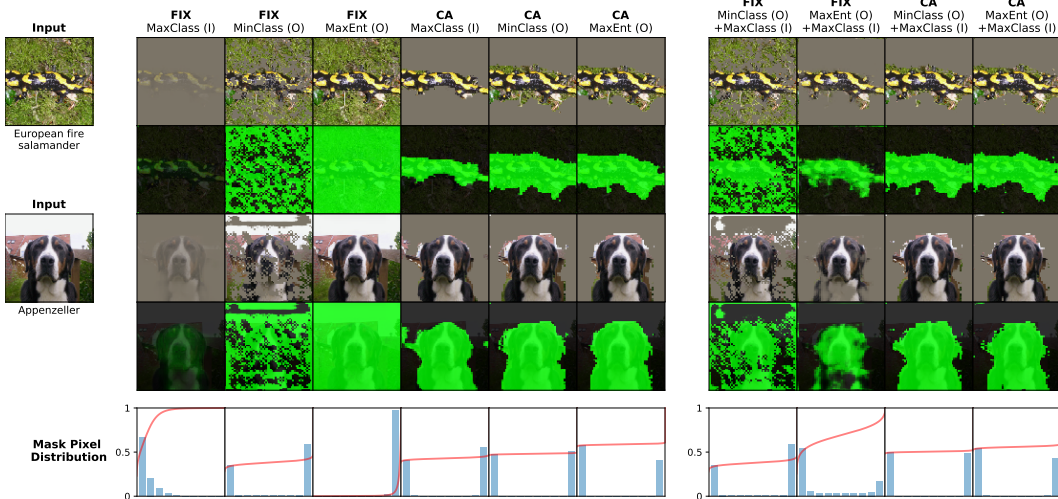 FIX
MaxClass (I)
FIX
MinClass (O)
FIX
MaxEnt (O)
CA
MaxClass (I)
CA
MinClass (O)
CA
MaxEnt (O)
FIX
MinClass (O)
+MaxClass (I)
FIX
MaxEnt (O)
+MaxClass (I)
CA
MinClass (O)
+MaxClass (I)
CA
MaxEnt (O)
+MaxClass (I)
Input
European fire
salamander
Input
Appenzeller
Mask Pixel
Distribution
1
0.5
0
1
0.5
0